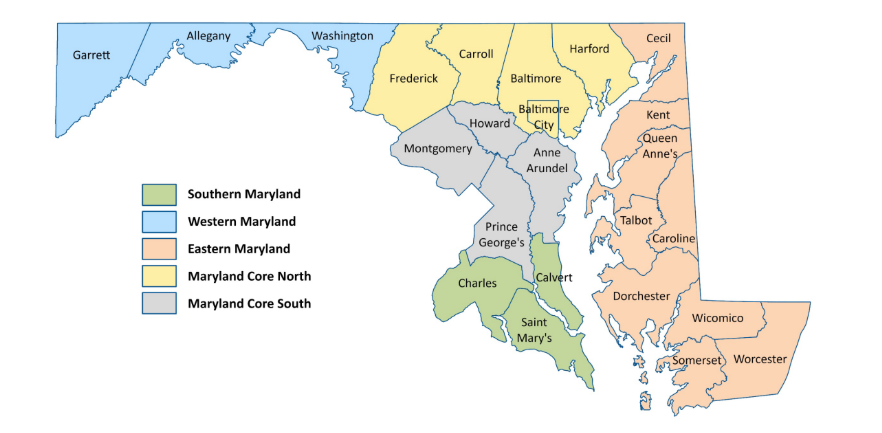 Garrett
Allegany
Washington
Frederick
Carroll
Baltimore
Harford
Cecil
Baltimore
City
Kent
Queen
Anne's
Howard
Montgomery
Anne
Arundel
Talbot
Caroline
Prince
George's
Charles
Calvert
Saint
Mary's
Dorchester
Wicomico
Somerset
Worcester
Southern Maryland
Western Maryland
Eastern Maryland
Maryland Core North
Maryland Core South